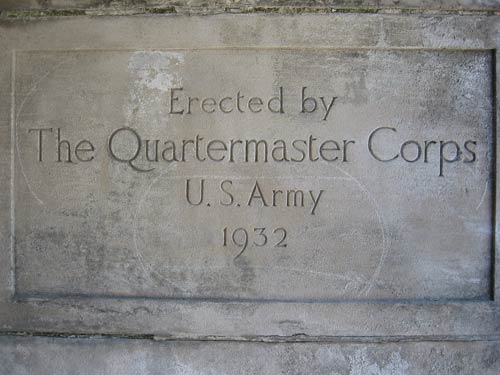 Erected by
The Quartermaster Corps
U.S. Army
1932